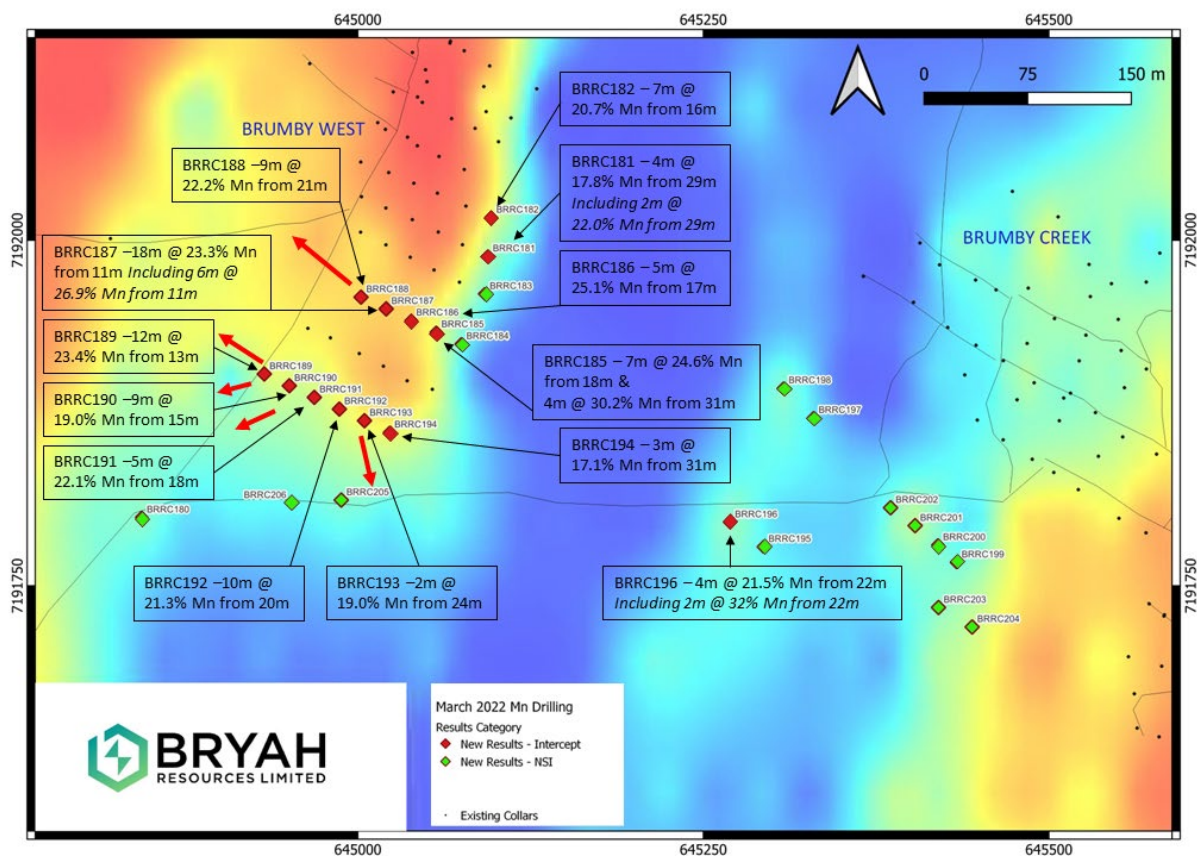 645000
645250
645500
0 75 150 m
BRUMBY WEST
BRRC182 – 7m @
20.7% Mn from 16m
BRRC188 –9m @
22.2% Mn from 21m
BRRC181 – 4m @
17.8% Mn from 29m
Including 2m @
22.0% Mn from 29m
BRRC182
BRRC181
BRUMBY CREEK
7192000
7192000
BRRC187 –18m @ 23.3% Mn
from 11m Including 6m @
26.9% Mn from 11m
BRRC186 – 5m @
25.1% Mn from 17m
BRRC183
BRRC188
BRRC187
BRRC186
BRRC185
BRRC184
BRRC189 –12m @
23.4% Mn from 13m
BRRC185 – 7m @ 24.6% Mn
from 18m &
4m @ 30.2% Mn from 31m
BRRC189
BRRC190
BRRC191
BRRC192
BRRC193
BRRC194
BRRC198
BRRC197
BRRC190 –9m @
19.0% Mn from 15m
BRRC194 – 3m @
17.1% Mn from 31m
BRRC191 –5m @
22.1% Mn from 18m
BRRC206
BRRC205
BRRC180
BRRC202
BRRC201
BRRC196
BRRC195
BRRC200
BRRC199
BRRC203
BRRC204
BRRC192 –10m @
21.3% Mn from 20m
BRRC193 –2m @
19.0% Mn from 24m
BRRC196 – 4m @ 21.5% Mn from 22m
Including 2m @ 32% Mn from 22m
7191750
7191750
BRYAH
RESOURCES LIMITED
March 2022 Mn Drilling
Results Category
New Results - Intercept
New Results - NSI
Existing Collars
645000
645250
645500